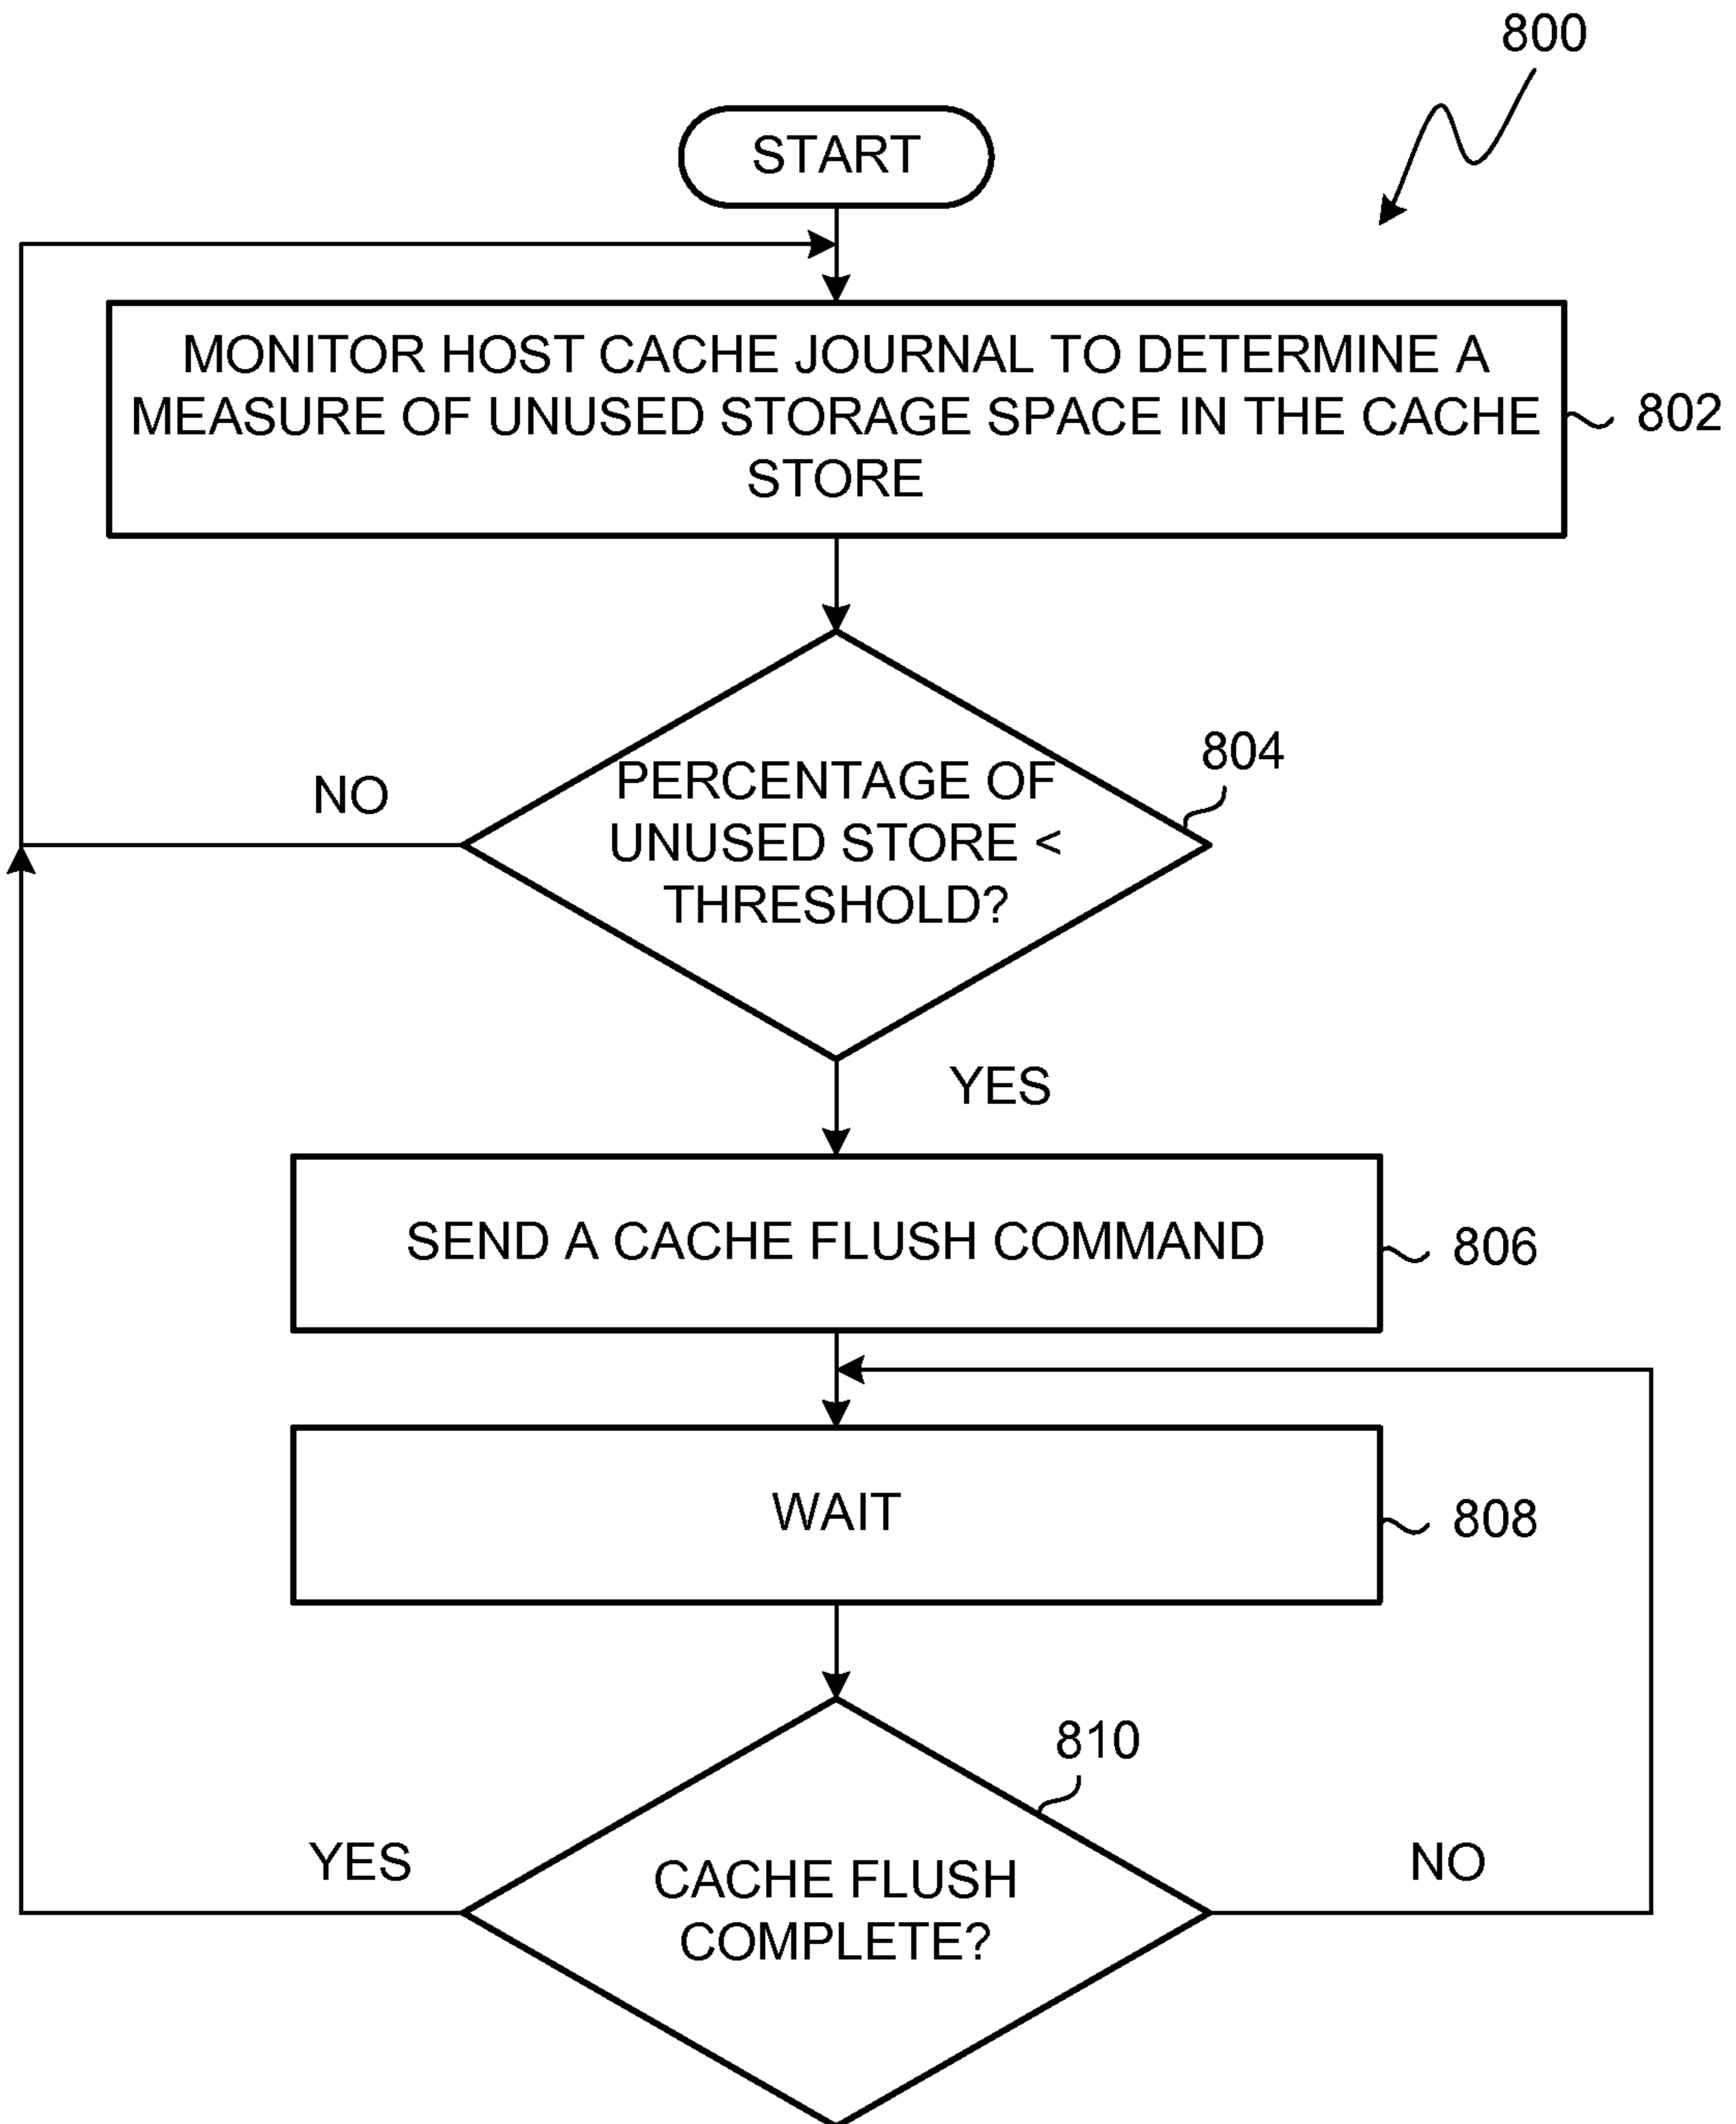 800
START
MONITOR HOST CACHE JOURNAL TO DETERMINE A
MEASURE OF UNUSED STORAGE SPACE IN THE CACHE
STORE
802
804
PERCENTAGE OF
UNUSED STORE <
THRESHOLD?
NO
YES
SEND A CACHE FLUSH COMMAND
806
WAIT
808
810
YES
CACHE FLUSH
COMPLETE?
NO